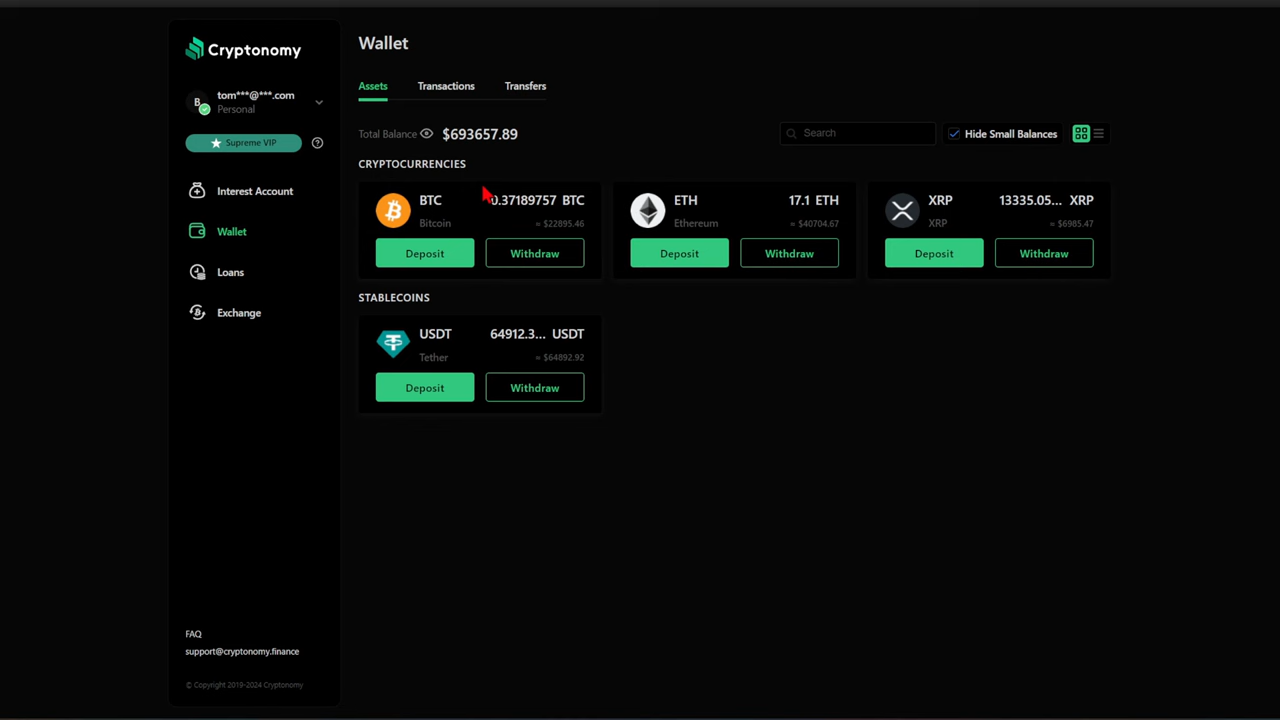 Cryptonomy
B
tom***@***.com
Personal
Supreme VIP
Interest Account
Wallet
Loans
Exchange
FAQ
support@cryptonomy.finance
© Copyright 2019-2024 Cryptonomy
Wallet
Assets Transactions Transfers
Total Balance $693657.89
Search
Hide Small Balances
CRYPTOCURRENCIES
BTC 0.37189757 BTC
Bitcoin ≈ $22895.46
Deposit Withdraw
ETH 17.1 ETH
Ethereum ≈ $40704.67
Deposit Withdraw
XRP 13335.05... XRP
XRP ≈ $6985.47
Deposit Withdraw
STABLECOINS
USDT 64912.3... USDT
Tether ≈ $64892.92
Deposit Withdraw